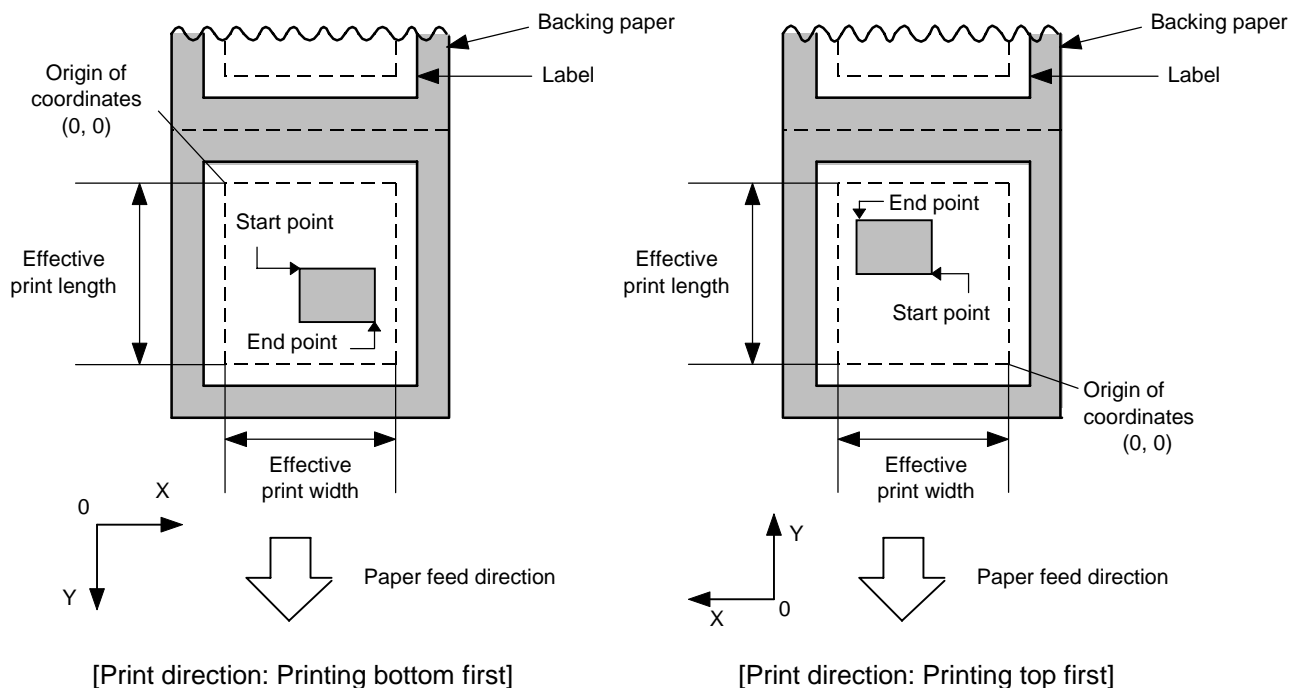 Backing paper
Label
Origin of
coordinates
(0, 0)
Start point
Effective
print length
End point
Effective
print width
0
X
Y
Paper feed direction
[Print direction: Printing bottom first]
Backing paper
Label
End point
Effective
print length
Start point
Origin of
coordinates
(0, 0)
Effective
print width
Y
X
0
Paper feed direction
[Print direction: Printing top first]